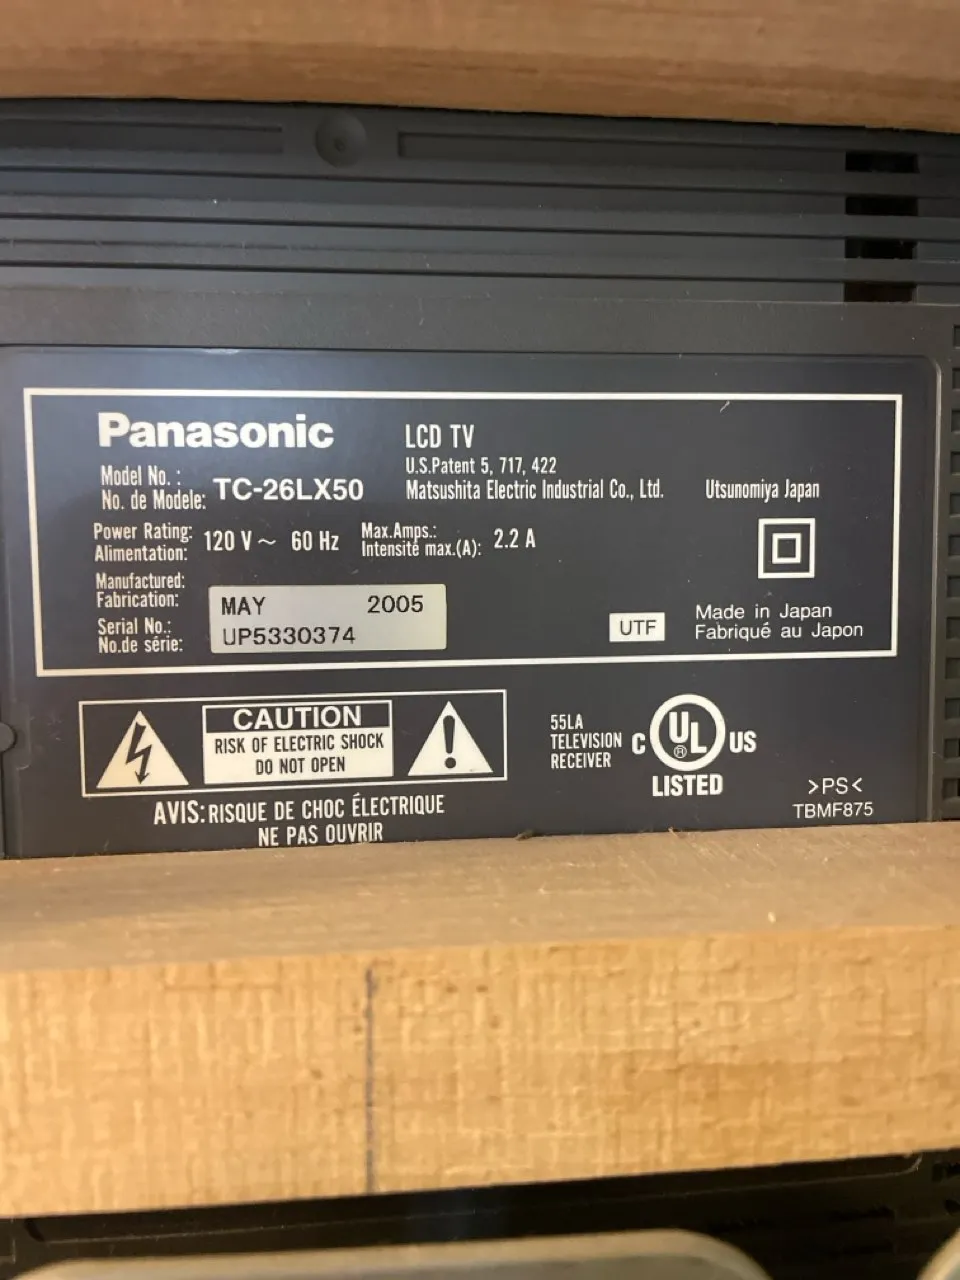 Panasonic
LCD TV
U.S.Patent 5, 717, 422
Model No. :
No. de Modele: TC-26LX50
Matsushita Electric Industrial Co., Ltd. Utsunomiya Japan
Power Rating:
Alimentation: 120 V ~ 60 Hz
Max.Amps.:
Intensité max.(A): 2.2 A
Manufactured:
Fabrication: MAY 2005
Serial No.:
No.de série: UP5330374
UTF
Made in Japan
Fabriqué au Japon
CAUTION
RISK OF ELECTRIC SHOCK
DO NOT OPEN
AVIS: RISQUE DE CHOC ÉLECTRIQUE
NE PAS OUVRIR
55LA
TELEVISION
RECEIVER
C UL ® US
LISTED
>PS<
TBMF875